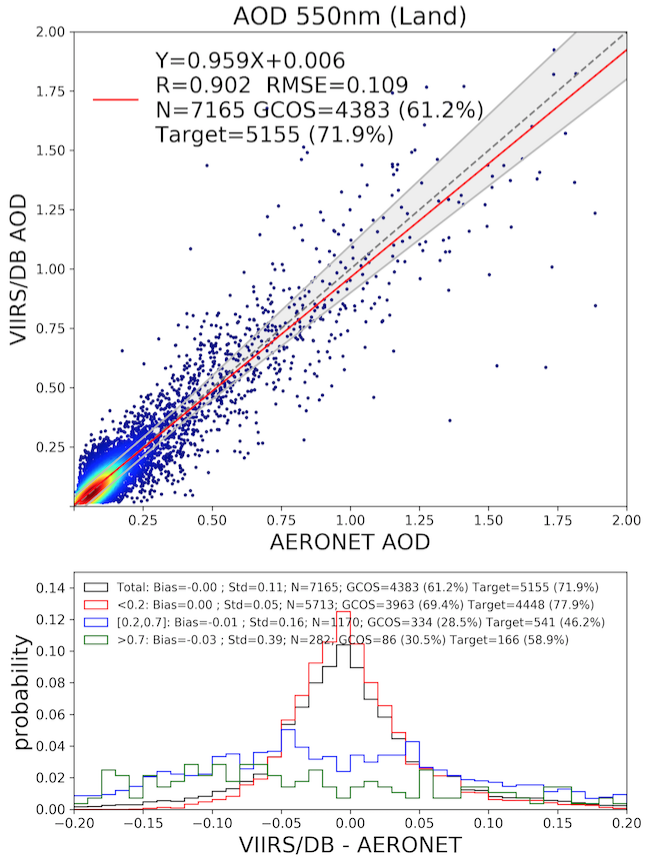 AOD 550nm (Land)
2.00
Y=0.959X+0.006
R=0.902 RMSE=0.109
N=7165 GCOS=4383 (61.2%)
Target=5155 (71.9%)
1.75
1.50
1.25
1.00
0.75
0.50
0.25
VIIRS/DB AOD
0.25 0.50 0.75 1.00 1.25 1.50 1.75 2.00
AERONET AOD
0.14
0.12
0.10
0.08
0.06
0.04
0.02
0.00
probability
Total: Bias=-0.00 ; Std=0.11; N=7165; GCOS=4383 (61.2%) Target=5155 (71.9%)
<0.2: Bias=0.00 ; Std=0.05; N=5713; GCOS=3963 (69.4%) Target=4448 (77.9%)
[0.2,0.7]: Bias=-0.01 ; Std=0.16; N=1170; GCOS=334 (28.5%) Target=541 (46.2%)
>0.7: Bias=-0.03 ; Std=0.39; N=282; GCOS=86 (30.5%) Target=166 (58.9%)
−0.20 −0.15 −0.10 −0.05 0.00 0.05 0.10 0.15 0.20
VIIRS/DB - AERONET